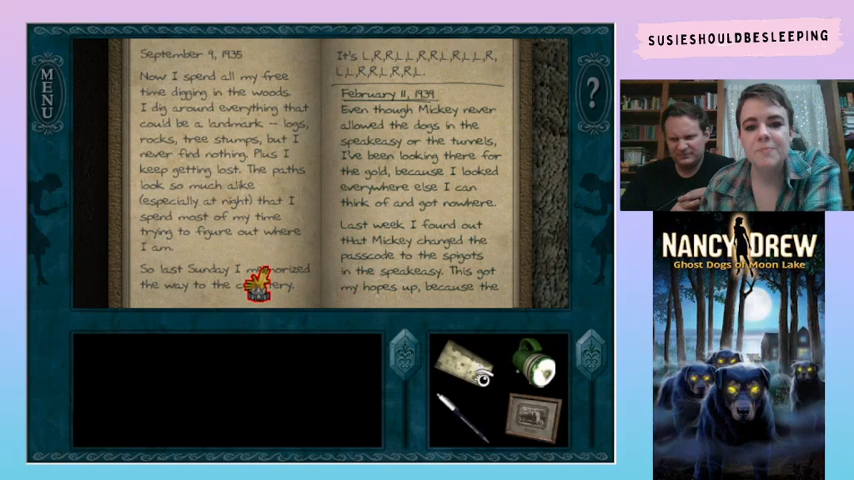 SUSIESHOULDBESLEEPING
MENU
?
September 9, 1935
Now I spend all my free
time digging in the woods.
I dig around everything that
could be a landmark – logs,
rocks, tree stumps, but I
never find nothing. Plus I
keep getting lost. The paths
look so much alike
(especially at night) that I
spend most of my time
trying to figure out where
I am.
So last Sunday I
the way to the
It's L,R,R,L,L,R,R,L,R,L,L,R,
L,L,R,R,L,R,R,L.
February 11, 1939
Even though Mickey never
allowed the dogs in the
speakeasy or the tunnels,
I've been looking there for
the gold, because I looked
everywhere else I can
think of and got nowhere.
Last week I found out
that Mickey changed the
passcode to the spigots
in the speakeasy. This got
my hopes up, because the
NANCY DREW
Ghost Dogs of Moon Lake